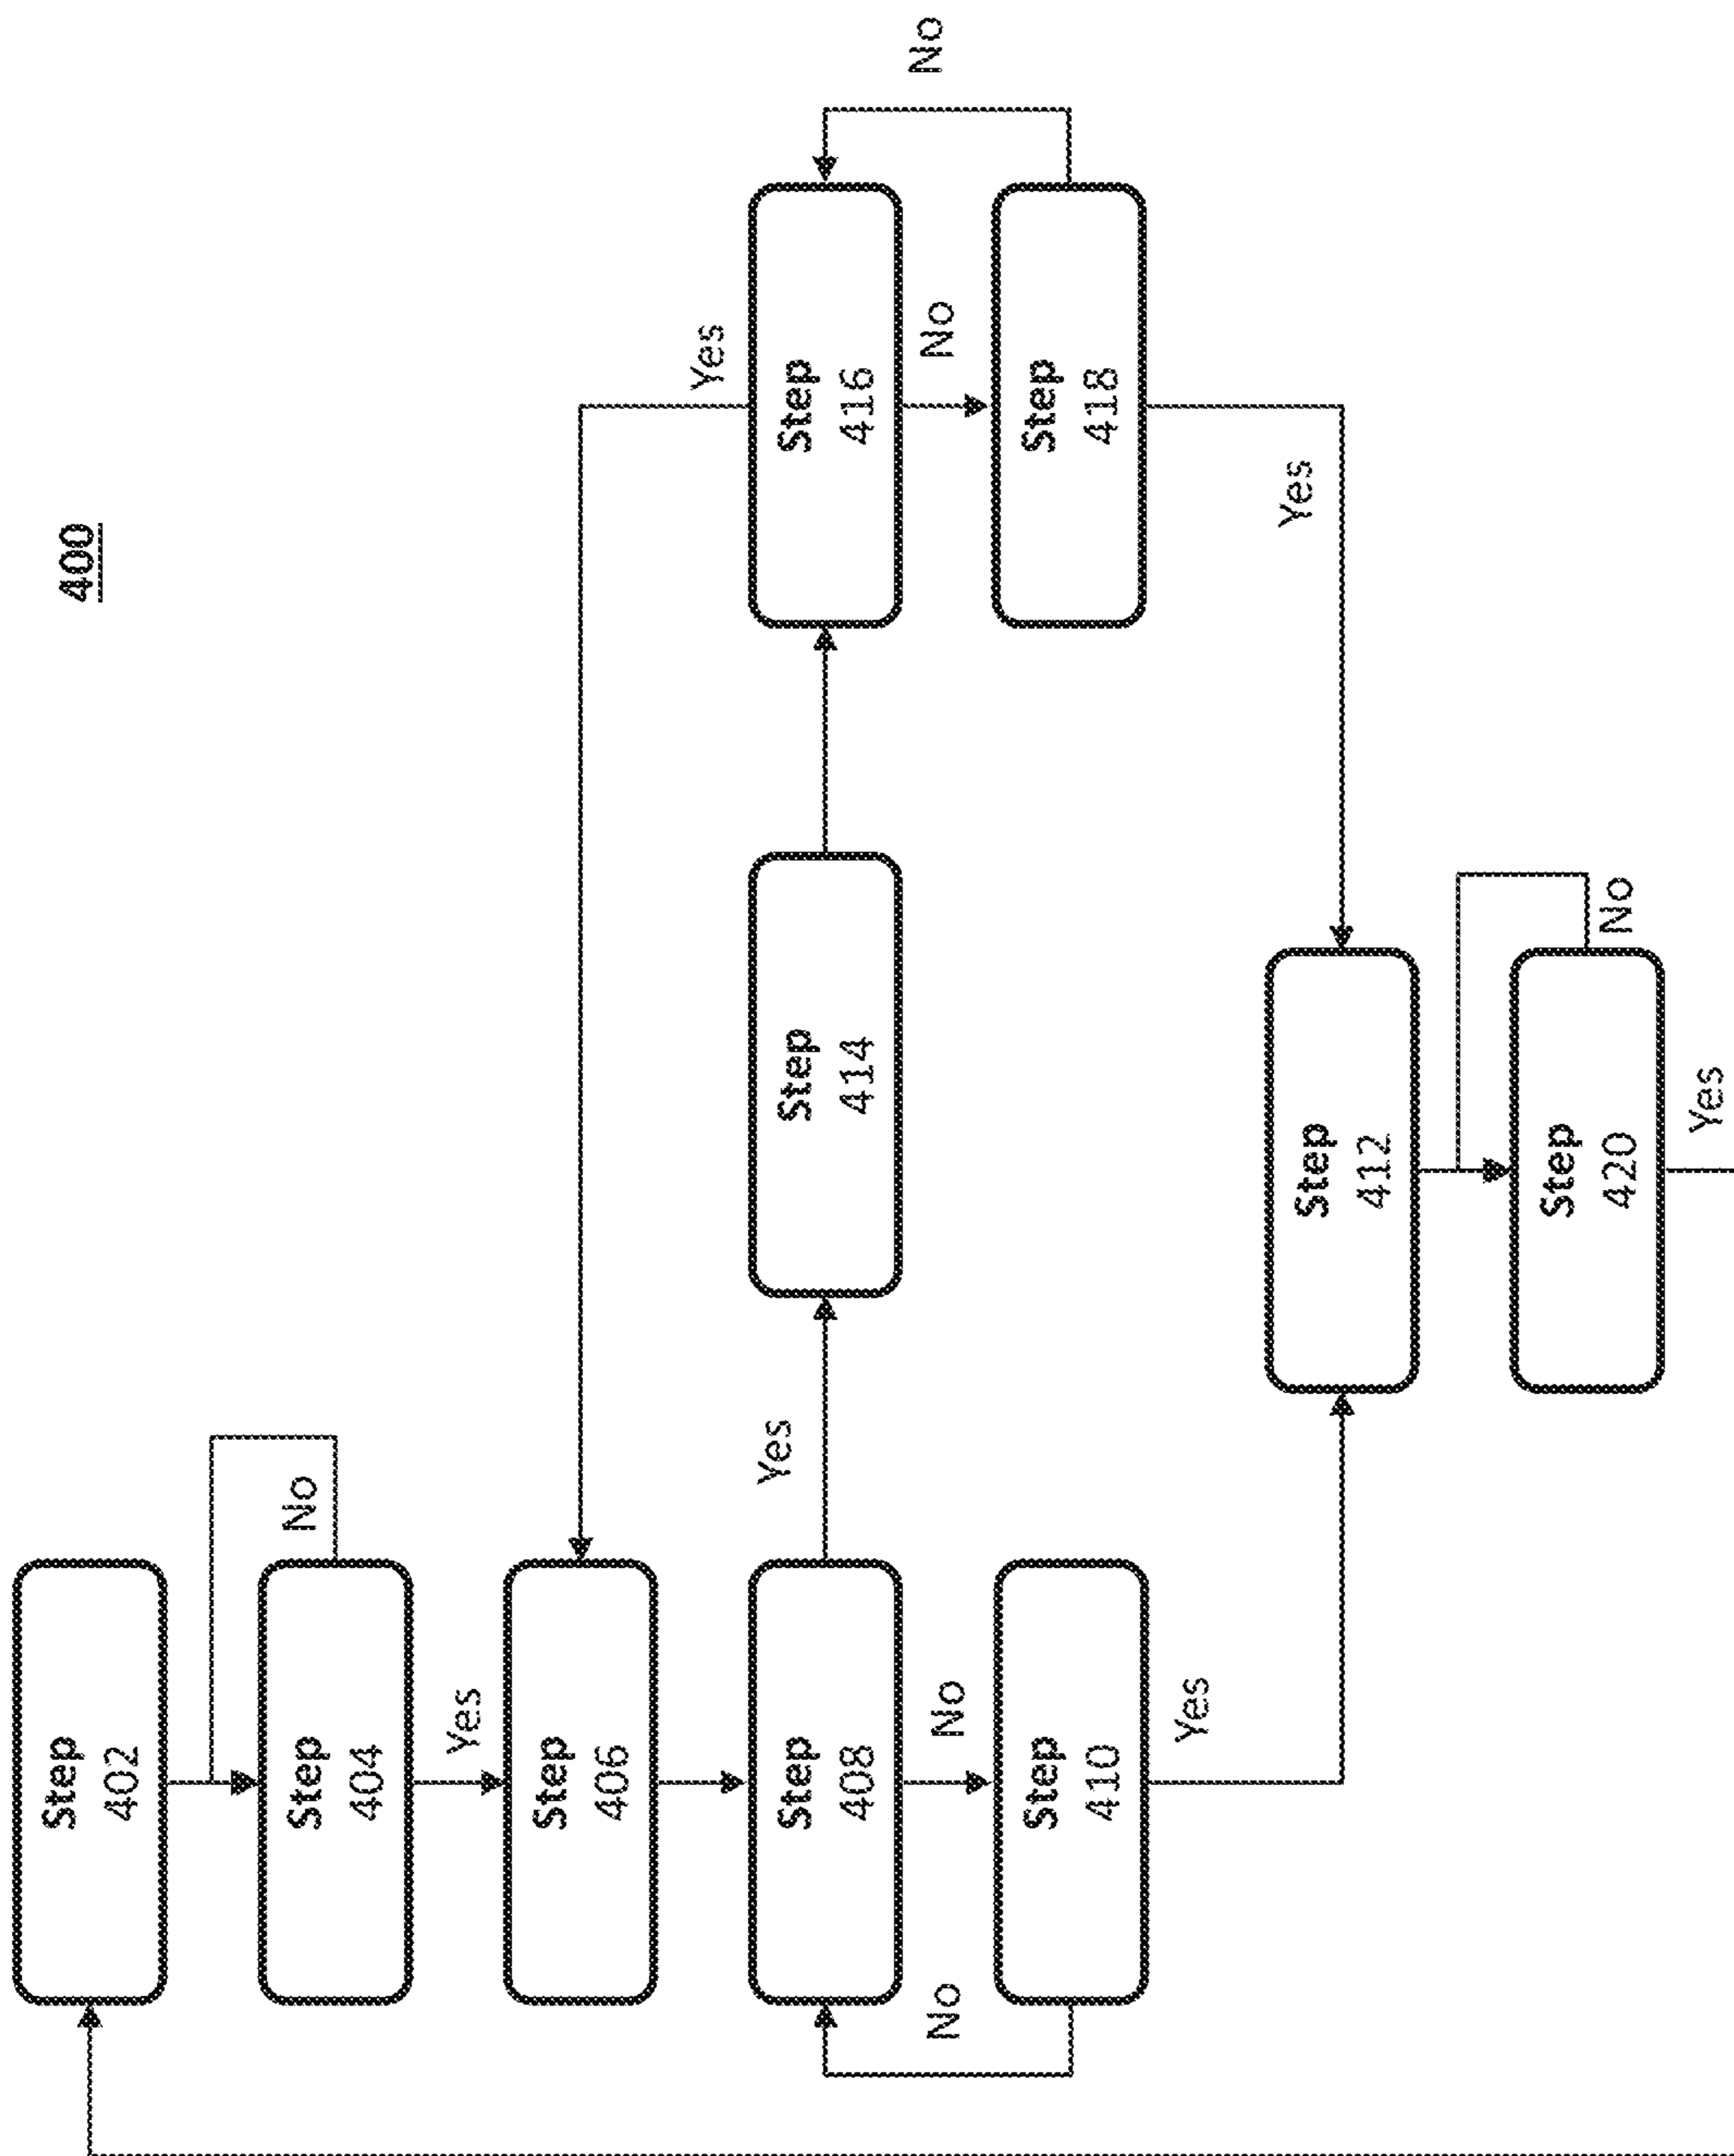 400
Step
402
No
Step
404
Yes
Step
406
Yes
Step
408
Yes
Step
414
Step
416
No
No
No
No
Step
410
Step
418
Yes
Yes
Step
412
No
Step
420
Yes